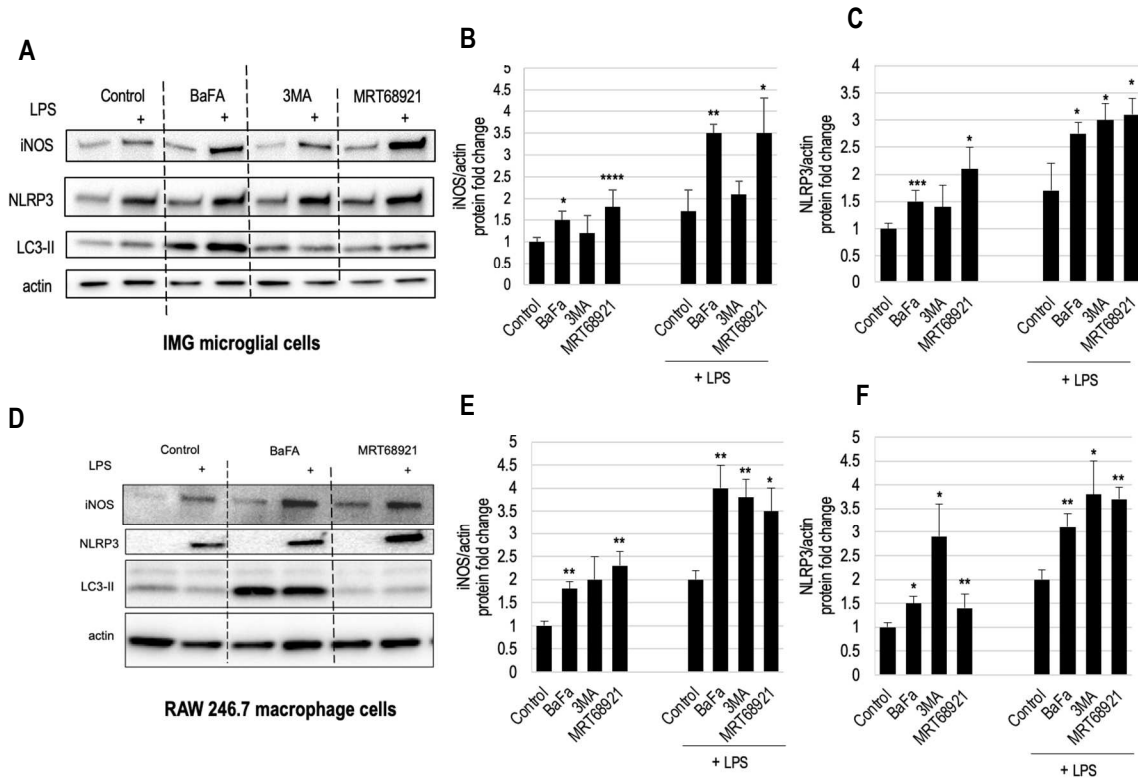 A
Control BaFA 3MA MRT68921
LPS + + + +
iNOS
NLRP3
LC3-II
actin
IMG microglial cells
B
iNOS/actin
protein fold change
5
4.5
4
3.5
3
2.5
2
1.5
1
0.5
0
* **** ** *
Control BaFa 3MA MRT68921 Control BaFa 3MA MRT68921
+ LPS
C
NLRP3/actin
protein fold change
4
3.5
3
2.5
2
1.5
1
0.5
0
*** * * * *
Control BaFa 3MA MRT68921 Control BaFa 3MA MRT68921
+ LPS
D
Control BaFA MRT68921
LPS + + +
iNOS
NLRP3
LC3-II
actin
RAW 246.7 macrophage cells
E
iNOS/actin
protein fold change
5
4.5
4
3.5
3
2.5
2
1.5
1
0.5
0
** ** ** ** *
Control BaFa 3MA MRT68921 Control BaFa 3MA MRT68921
+ LPS
F
NLRP3/actin
protein fold change
5
4.5
4
3.5
3
2.5
2
1.5
1
0.5
0
* * ** ** * **
Control BaFa 3MA MRT68921 Control BaFa 3MA MRT68921
+ LPS